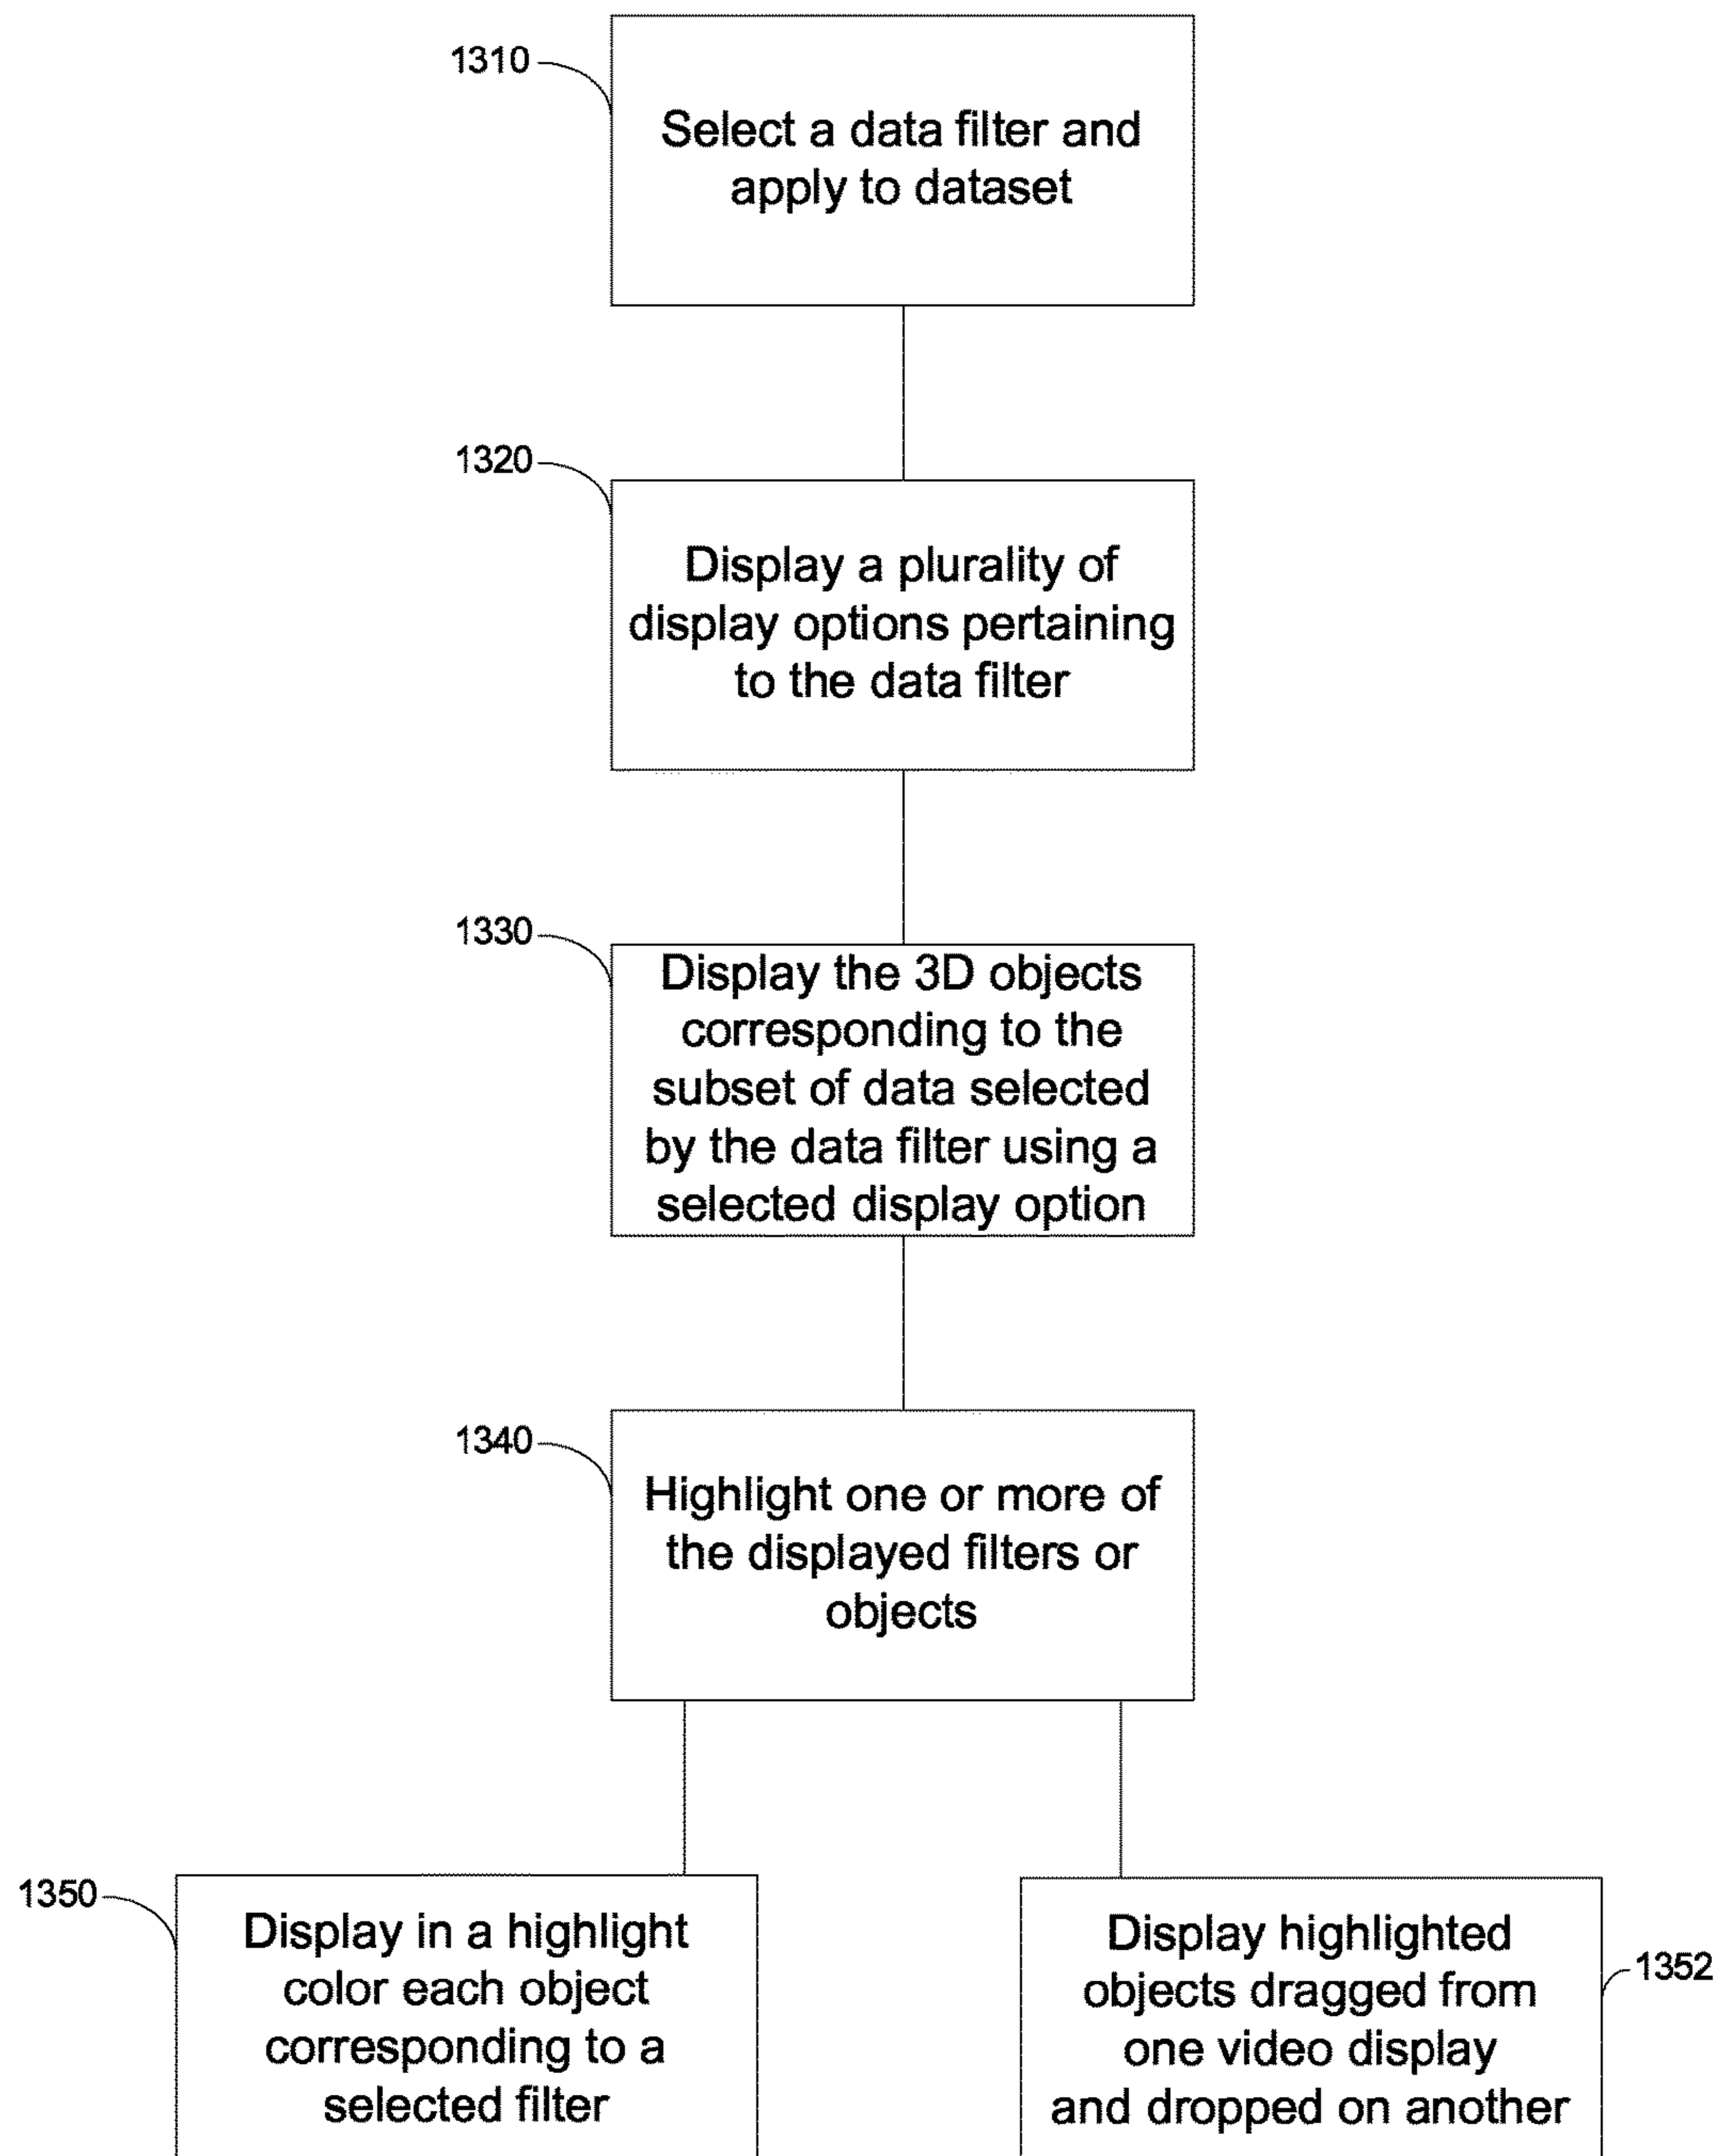 1310
Select a data filter and
apply to dataset
1320
Display a plurality of
display options pertaining
to the data filter
1330
Display the 3D objects
corresponding to the
subset of data selected
by the data filter using a
selected display option
1340
Highlight one or more of
the displayed filters or
objects
1350
Display in a highlight
color each object
corresponding to a
selected filter
Display highlighted
objects dragged from
one video display
and dropped on another
1352